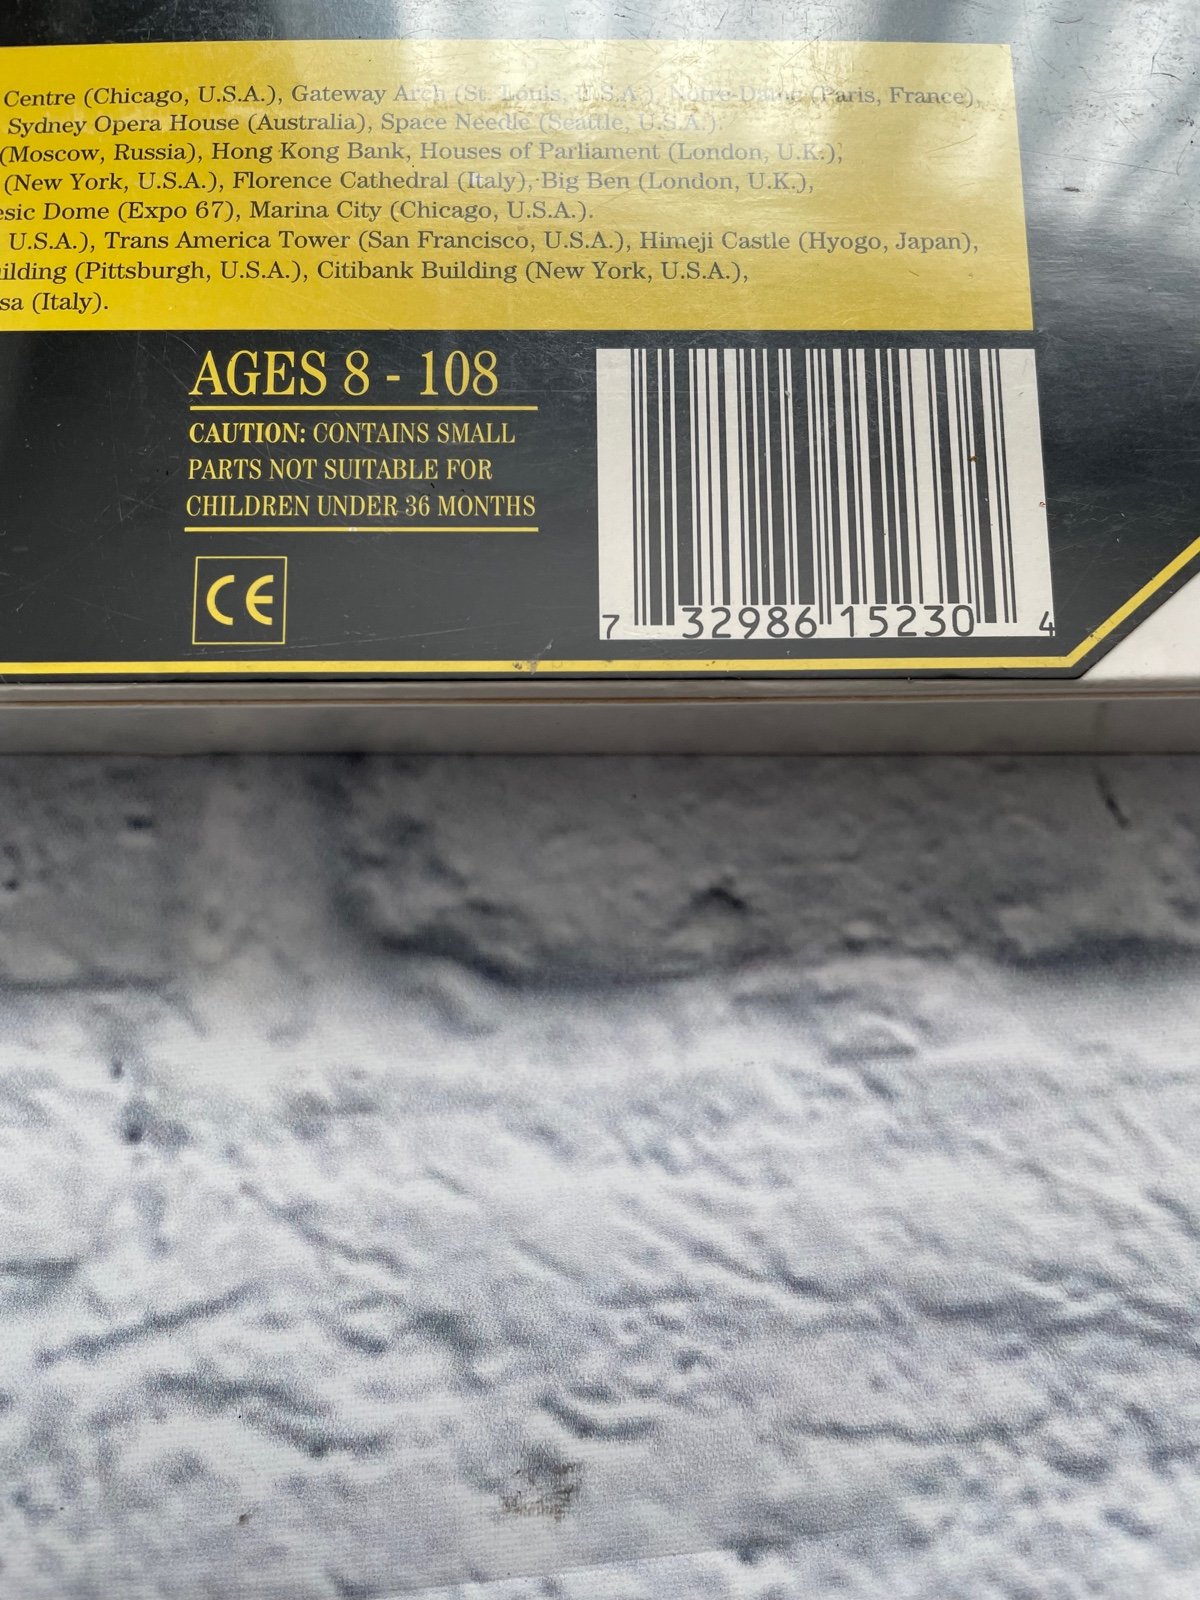 Centre (Chicago, U.S.A.), Gateway Arch (St. Louis, U.S.A.), Notre-Dame (Paris, France),
Sydney Opera House (Australia), Space Needle (Seattle, U.S.A.).
(Moscow, Russia), Hong Kong Bank, Houses of Parliament (London, U.K.),
(New York, U.S.A.), Florence Cathedral (Italy), Big Ben (London, U.K.),
esic Dome (Expo 67), Marina City (Chicago, U.S.A.).
U.S.A.), Trans America Tower (San Francisco, U.S.A.), Himeji Castle (Hyogo, Japan),
ilding (Pittsburgh, U.S.A.), Citibank Building (New York, U.S.A.),
sa (Italy).
AGES 8 - 108
CAUTION: CONTAINS SMALL
PARTS NOT SUITABLE FOR
CHILDREN UNDER 36 MONTHS
CE
7 32986 15230 4